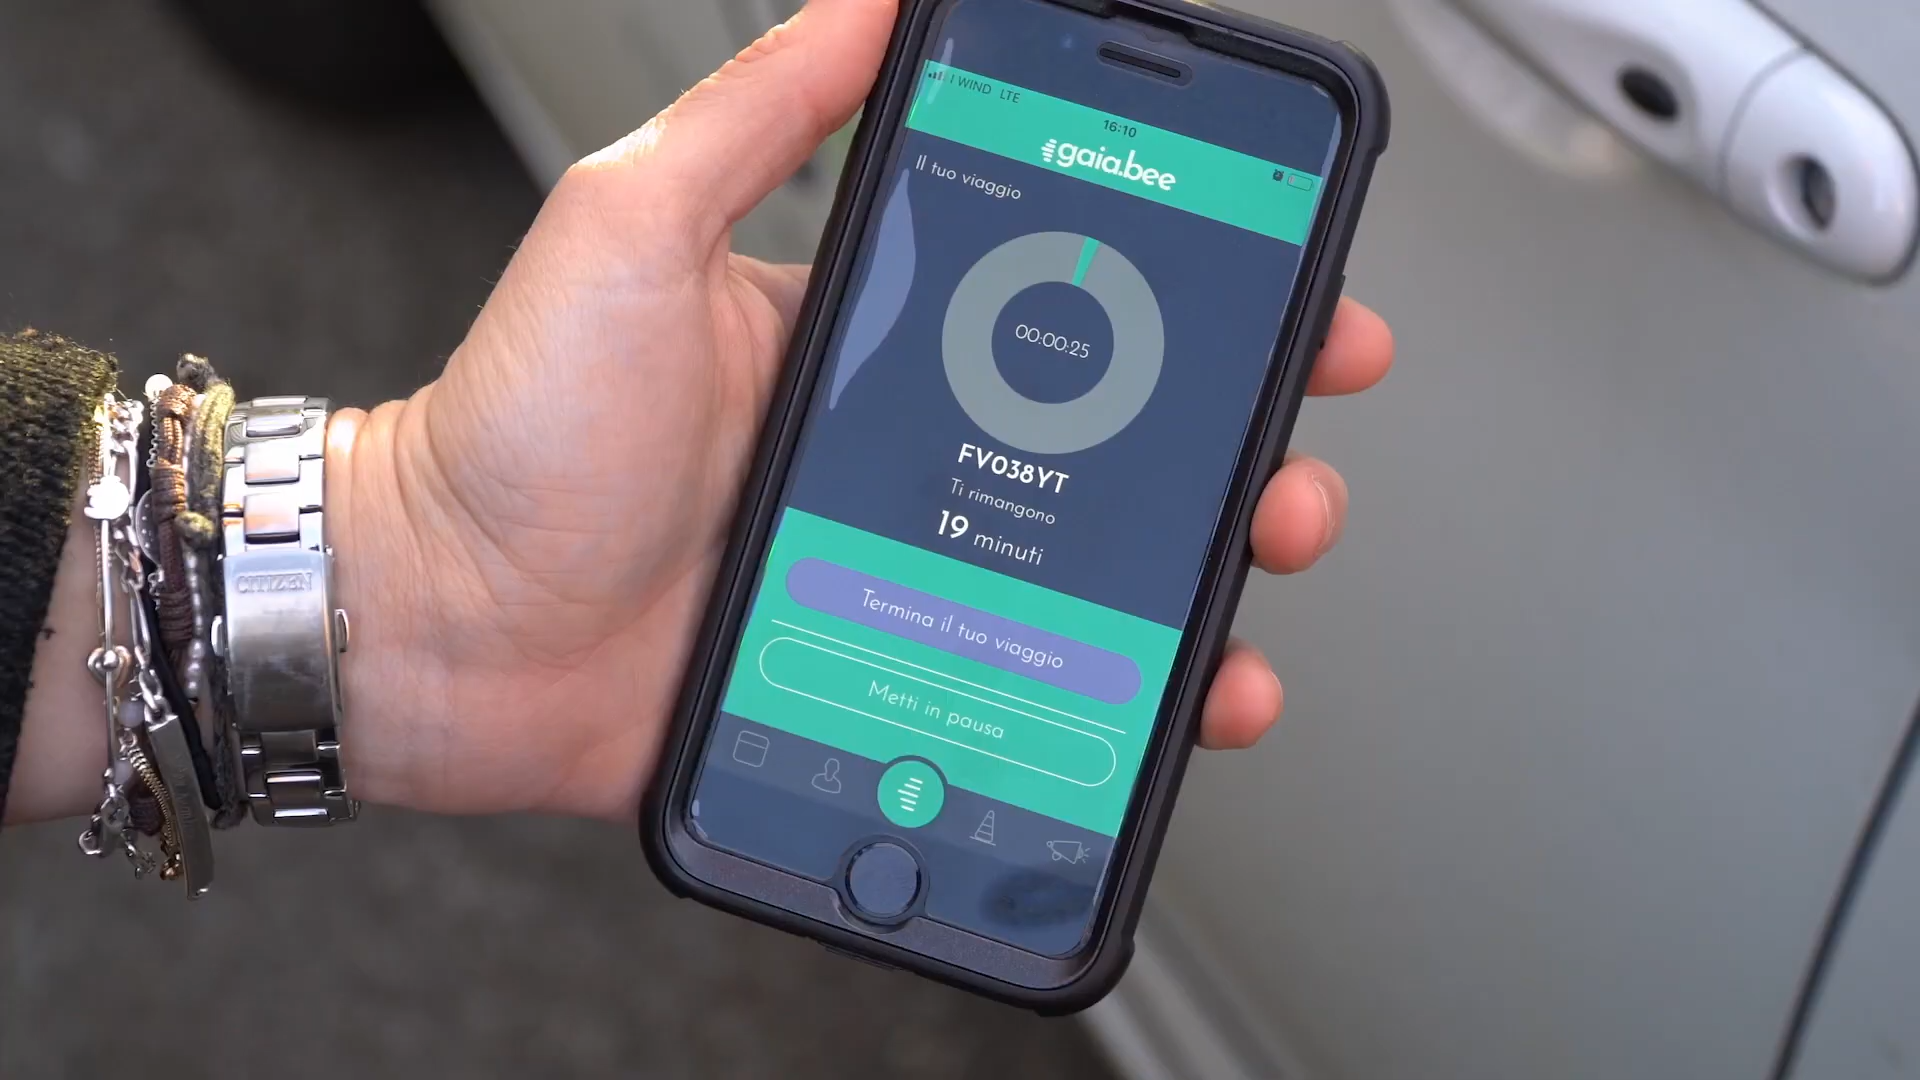 I WIND LTE
16:10
gaia.bee
Il tuo viaggio
00:00:25
FV038YT
Ti rimangono
19 minuti
Termina il tuo viaggio
Metti in pausa
CITIZEN